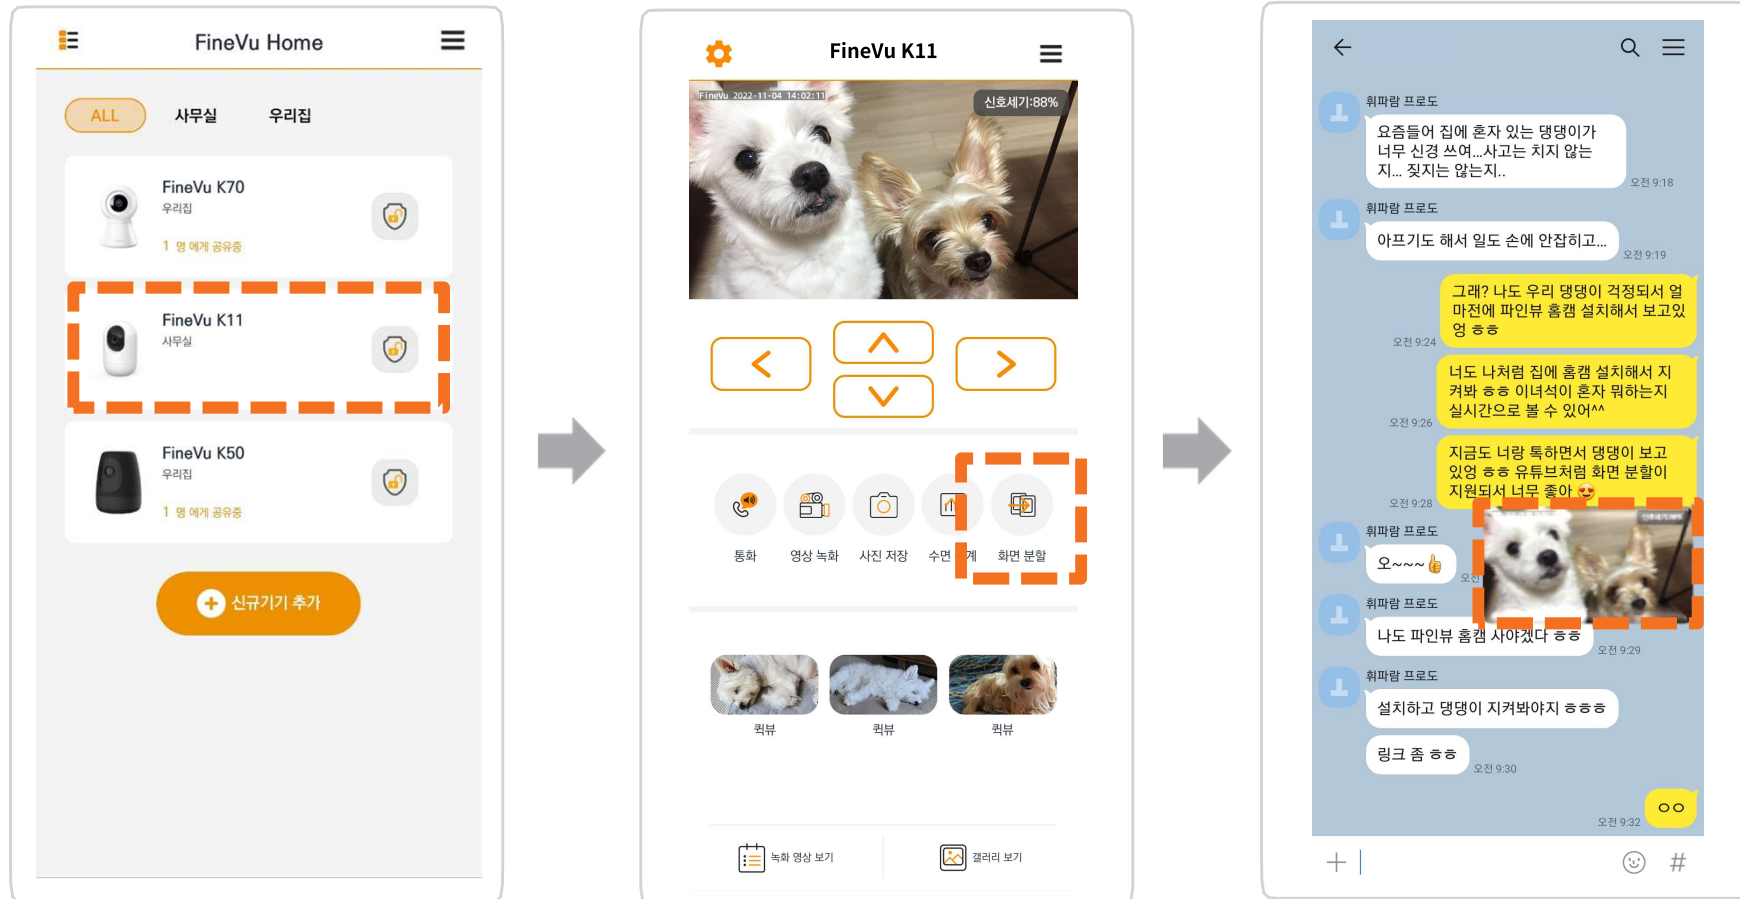 FineVu Home
ALL 사무실 우리집
FineVu K70
우리집
1 명 에게 공유중
FineVu K11
사무실
FineVu K50
우리집
1 명 에게 공유중
신규기기 추가
FineVu K11
FineVu 2022-11-04 14:02:11
신호세기:88%
통화 영상 녹화 사진 저장 수면 계 화면 분할
퀵뷰 퀵뷰 퀵뷰
녹화 영상 보기 갤러리 보기
휘파람 프로도
요즘들어 집에 혼자 있는 댕댕이가
너무 신경 쓰여...사고는 치지 않는
지... 짖지는 않는지..
오전 9:18
휘파람 프로도
아프기도 해서 일도 손에 안잡히고...
오전 9:19
그래? 나도 우리 댕댕이 걱정되서 얼
마전에 파인뷰 홈캠 설치해서 보고있
엉 ㅎㅎ
오전 9:24
너도 나처럼 집에 홈캠 설치해서 지
켜봐 ㅎㅎ 이녀석이 혼자 뭐하는지
실시간으로 볼 수 있어^^
오전 9:26
지금도 너랑 톡하면서 댕댕이 보고
있엉 ㅎㅎ 유튜브처럼 화면 분할이
지원되서 너무 좋아 😍
오전 9:28
휘파람 프로도
오~~~👍
오전
휘파람 프로도
나도 파인뷰 홈캠 사야겠다 ㅎㅎ
오전 9:29
휘파람 프로도
설치하고 댕댕이 지켜봐야지 ㅎㅎㅎ
링크 좀 ㅎㅎ
오전 9:30
ㅇㅇ
오전 9:32
#